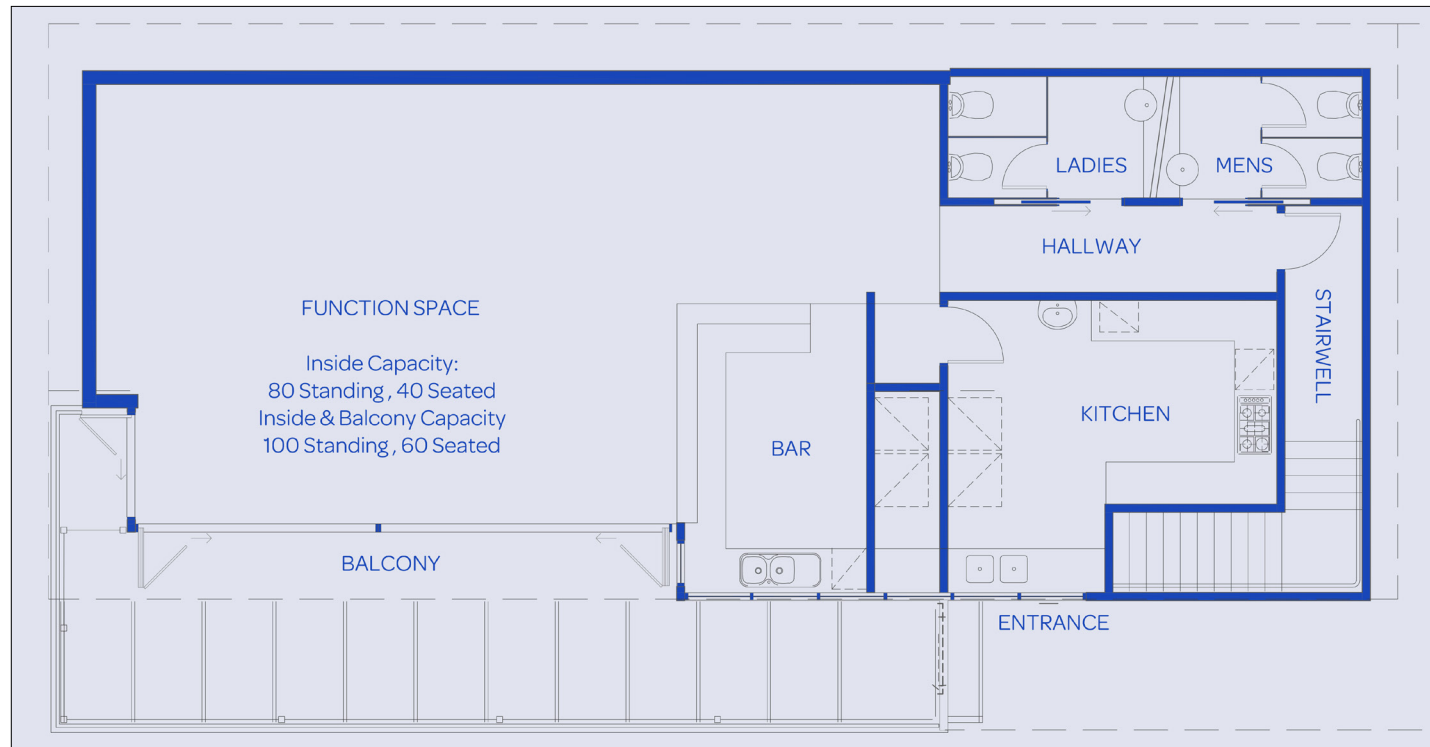 LADIES
MENS
HALLWAY
FUNCTION SPACE
Inside Capacity:
80 Standing , 40 Seated
Inside & Balcony Capacity
100 Standing , 60 Seated
STAIRWELL
KITCHEN
BAR
BALCONY
ENTRANCE